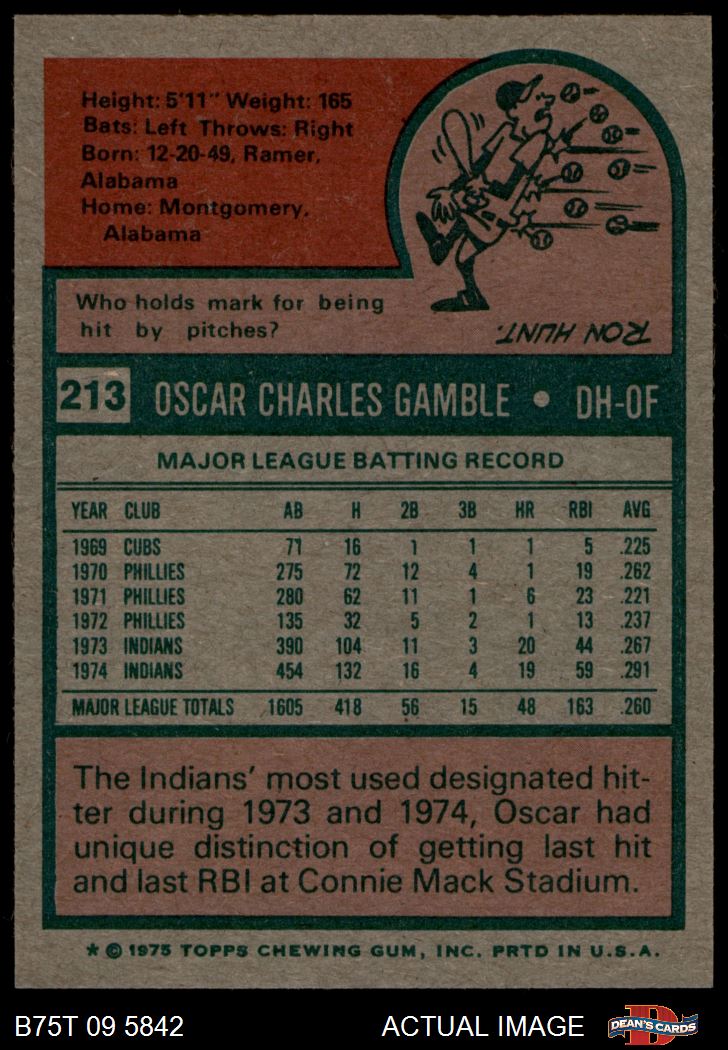 Height: 5'11" Weight: 165
Bats: Left Throws: Right
Born: 12-20-49, Ramer,
Alabama
Home: Montgomery,
Alabama
Who holds mark for being
hit by pitches?
RON HUNT.
213 OSCAR CHARLES GAMBLE • DH-OF
MAJOR LEAGUE BATTING RECORD
YEAR CLUB AB H 2B 3B HR RBI AVG
1969 CUBS 71 16 1 1 1 5 .225
1970 PHILLIES 275 72 12 4 1 19 .262
1971 PHILLIES 280 62 11 1 6 23 .221
1972 PHILLIES 135 32 5 2 1 13 .237
1973 INDIANS 390 104 11 3 20 44 .267
1974 INDIANS 454 132 16 4 19 59 .291
MAJOR LEAGUE TOTALS 1605 418 56 15 48 163 .260
The Indians' most used designated hit-
ter during 1973 and 1974, Oscar had
unique distinction of getting last hit
and last RBI at Connie Mack Stadium.
* © 1975 TOPPS CHEWING GUM, INC. PRTD IN U.S.A.
B75T 09 5842 ACTUAL IMAGE D DEAN'S CARDS